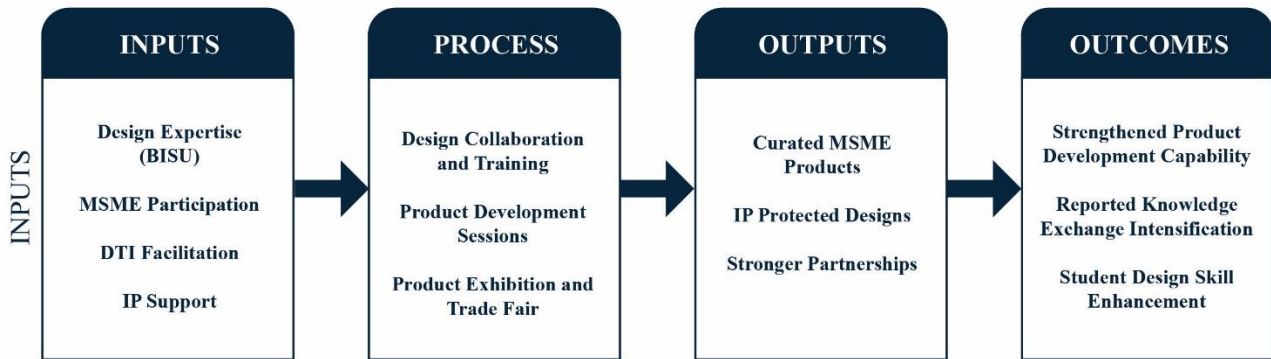 INPUTS
INPUTS
Design Expertise
(BISU)
MSME Participation
DTI Facilitation
IP Support
PROCESS
Design Collaboration
and Training
Product Development
Sessions
Product Exhibition and
Trade Fair
OUTPUTS
Curated MSME
Products
IP Protected Designs
Stronger Partnerships
OUTCOMES
Strengthened Product
Development Capability
Reported Knowledge
Exchange Intensification
Student Design Skill
Enhancement